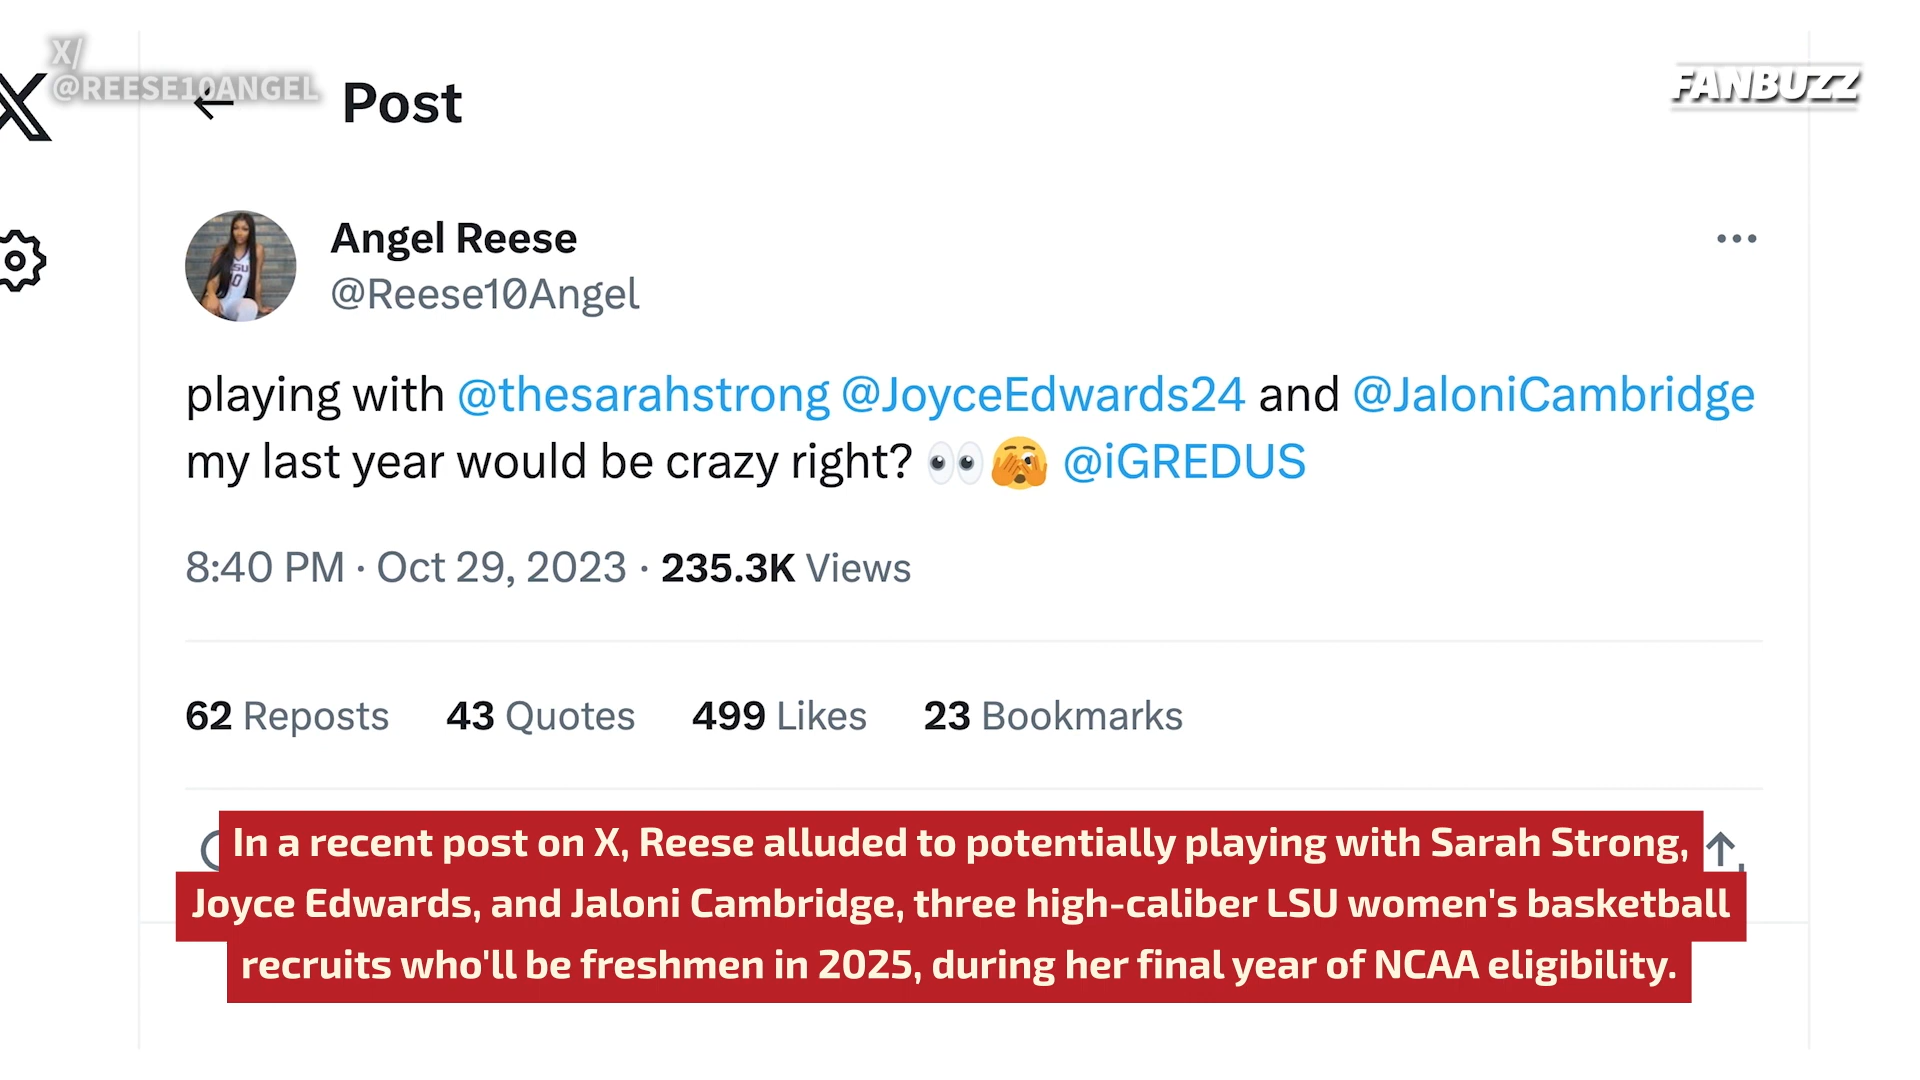 X/
@REESE10ANGEL
Post
FANBUZZ
Angel Reese
@Reese10Angel
playing with @thesarahstrong @JoyceEdwards24 and @JaloniCambridge
my last year would be crazy right? 👀🫣 @iGREDUS
8:40 PM · Oct 29, 2023 · 235.3K Views
62 Reposts 43 Quotes 499 Likes 23 Bookmarks
In a recent post on X, Reese alluded to potentially playing with Sarah Strong,
Joyce Edwards, and Jaloni Cambridge, three high-caliber LSU women's basketball
recruits who'll be freshmen in 2025, during her final year of NCAA eligibility.